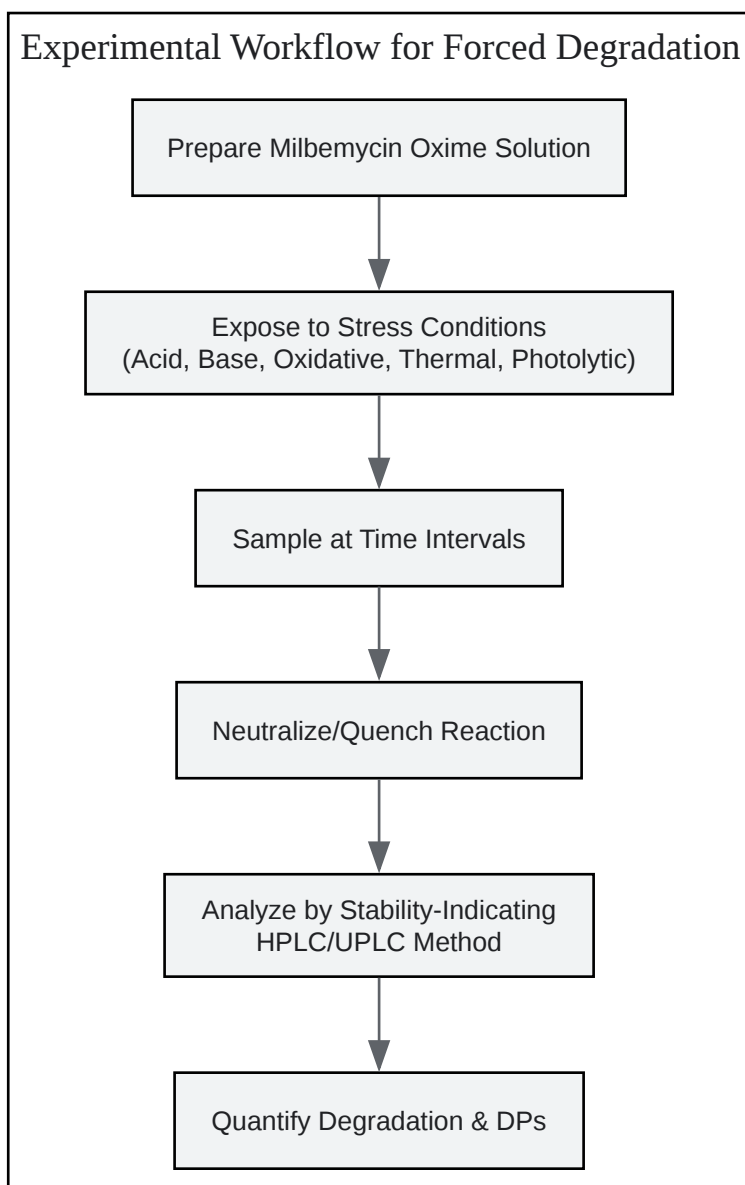 Experimental Workflow for Forced Degradation
Prepare Milbemycin Oxime Solution
Expose to Stress Conditions
(Acid, Base, Oxidative, Thermal, Photolytic)
Sample at Time Intervals
Neutralize/Quench Reaction
Analyze by Stability-Indicating
HPLC/UPLC Method
Quantify Degradation & DPs